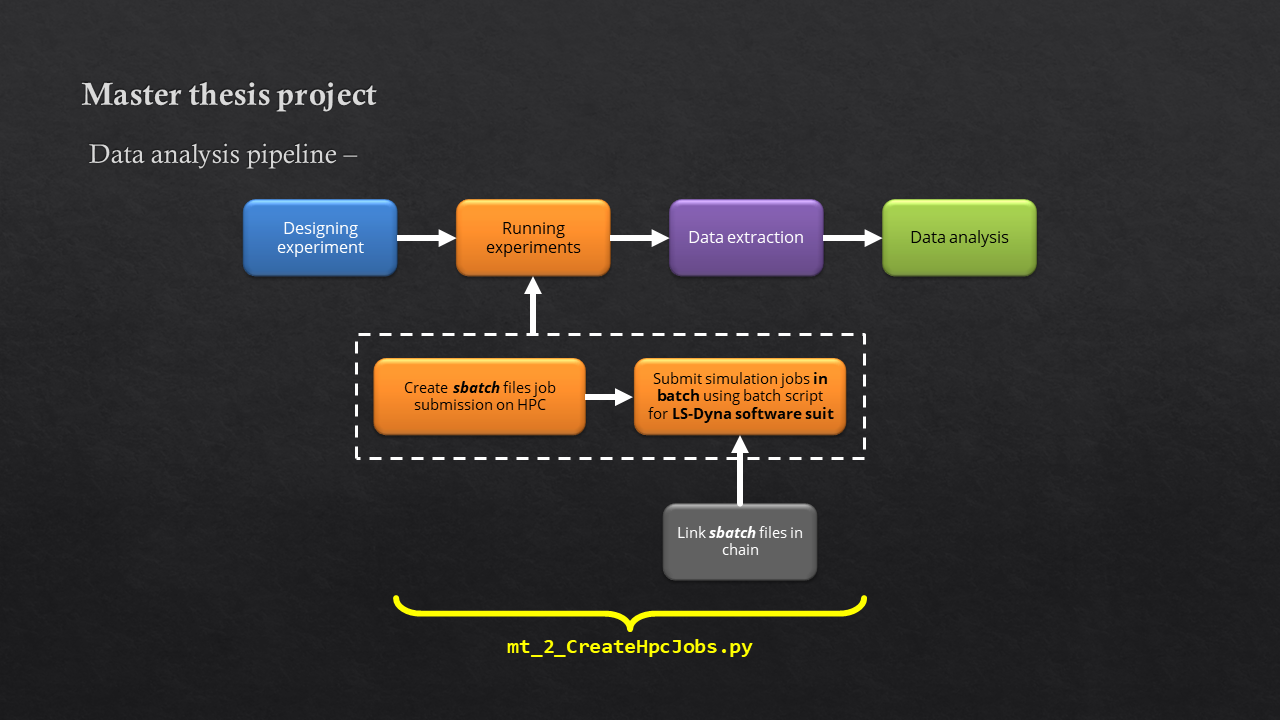 Master thesis project
Data analysis pipeline –
Designing
experiment
Running
experiments
Data extraction
Data analysis
Create sbatch files job
submission on HPC
Submit simulation jobs in
batch using batch script
for LS-Dyna software suit
Link sbatch files in
chain
mt_2_CreateHpcJobs.py